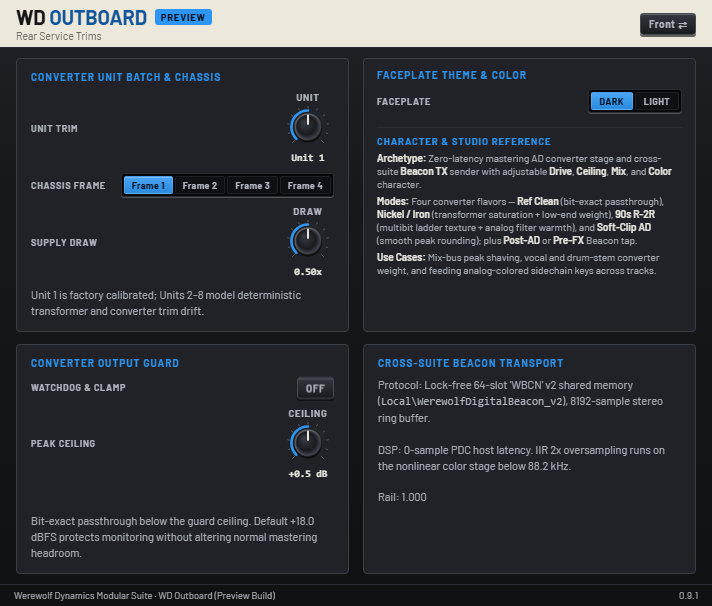 WD OUTBOARD PREVIEW
Rear Service Trims
Front ⇄
CONVERTER UNIT BATCH & CHASSIS
UNIT
UNIT TRIM
Unit 1
CHASSIS FRAME
Frame 1 Frame 2 Frame 3 Frame 4
DRAW
SUPPLY DRAW
0.50x
Unit 1 is factory calibrated; Units 2–8 model deterministic
transformer and converter trim drift.
FACEPLATE THEME & COLOR
FACEPLATE
DARK LIGHT
CHARACTER & STUDIO REFERENCE
Archetype: Zero-latency mastering AD converter stage and cross-
suite Beacon TX sender with adjustable Drive, Ceiling, Mix, and Color
character.
Modes: Four converter flavors — Ref Clean (bit-exact passthrough),
Nickel / Iron (transformer saturation + low-end weight), 90s R-2R
(multibit ladder texture + analog filter warmth), and Soft-Clip AD
(smooth peak rounding); plus Post-AD or Pre-FX Beacon tap.
Use Cases: Mix-bus peak shaving, vocal and drum-stem converter
weight, and feeding analog-colored sidechain keys across tracks.
CONVERTER OUTPUT GUARD
WATCHDOG & CLAMP
OFF
CEILING
PEAK CEILING
+0.5 dB
Bit-exact passthrough below the guard ceiling. Default +18.0
dBFS protects monitoring without altering normal mastering
headroom.
CROSS-SUITE BEACON TRANSPORT
Protocol: Lock-free 64-slot 'WBCN' v2 shared memory
(Local\WerewolfDigitalBeacon_v2), 8192-sample stereo
ring buffer.
DSP: 0-sample PDC host latency. IIR 2x oversampling runs on
the nonlinear color stage below 88.2 kHz.
Rail: 1.000
Werewolf Dynamics Modular Suite · WD Outboard (Preview Build)
0.9.1